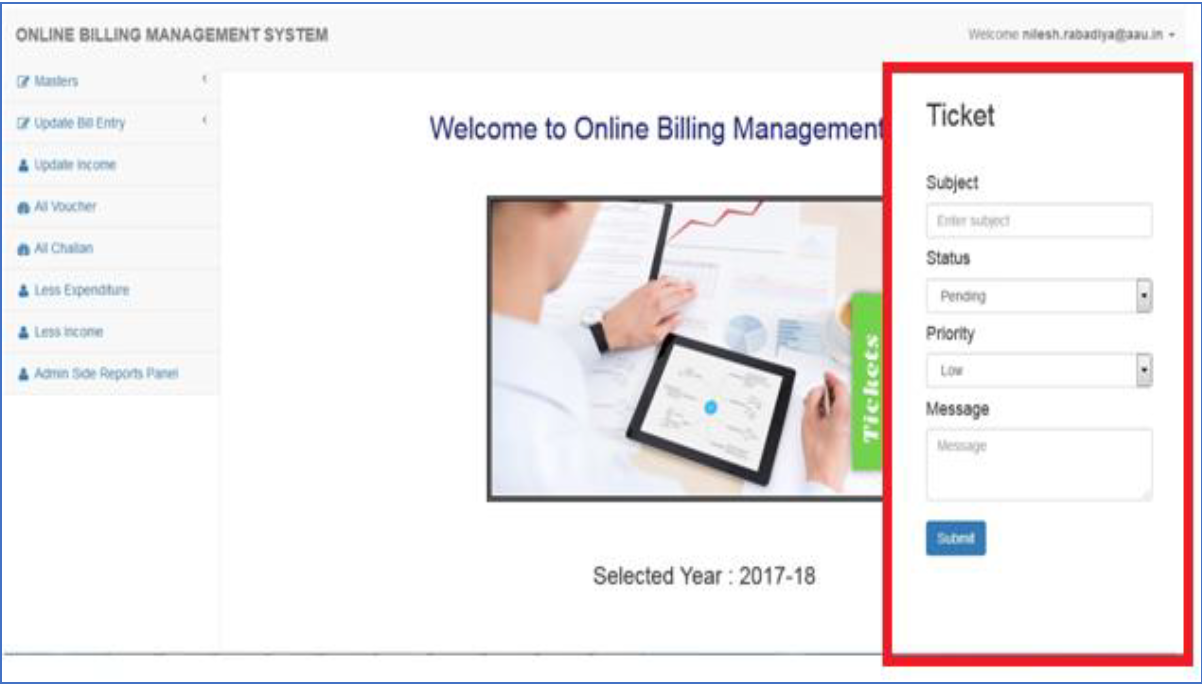 ONLINE BILLING MANAGEMENT SYSTEM
Welcome nilesh.rabadiya@aau.in
Masters
Update Bill Entry
Update Income
All Voucher
All Challan
Less Expenditure
Less Income
Admin Side Reports Panel
Welcome to Online Billing Management
Tickets
Selected Year : 2017-18
Ticket
Subject
Enter subject
Status
Pending
Priority
Low
Message
Message
Submit